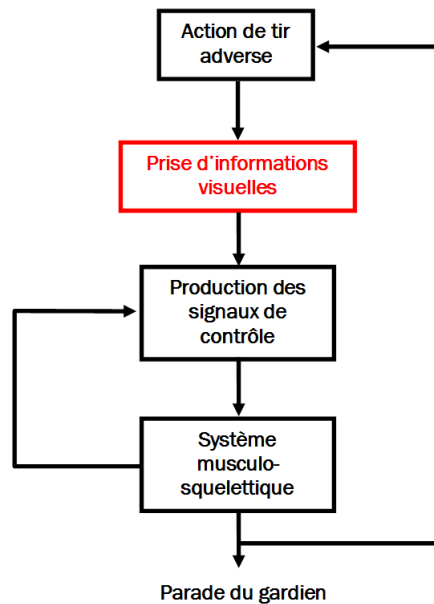 Action de tir
adverse
Prise d'informations
visuelles
Production des
signaux de
contrôle
Système
musculo-
squelettique
Parade du gardien